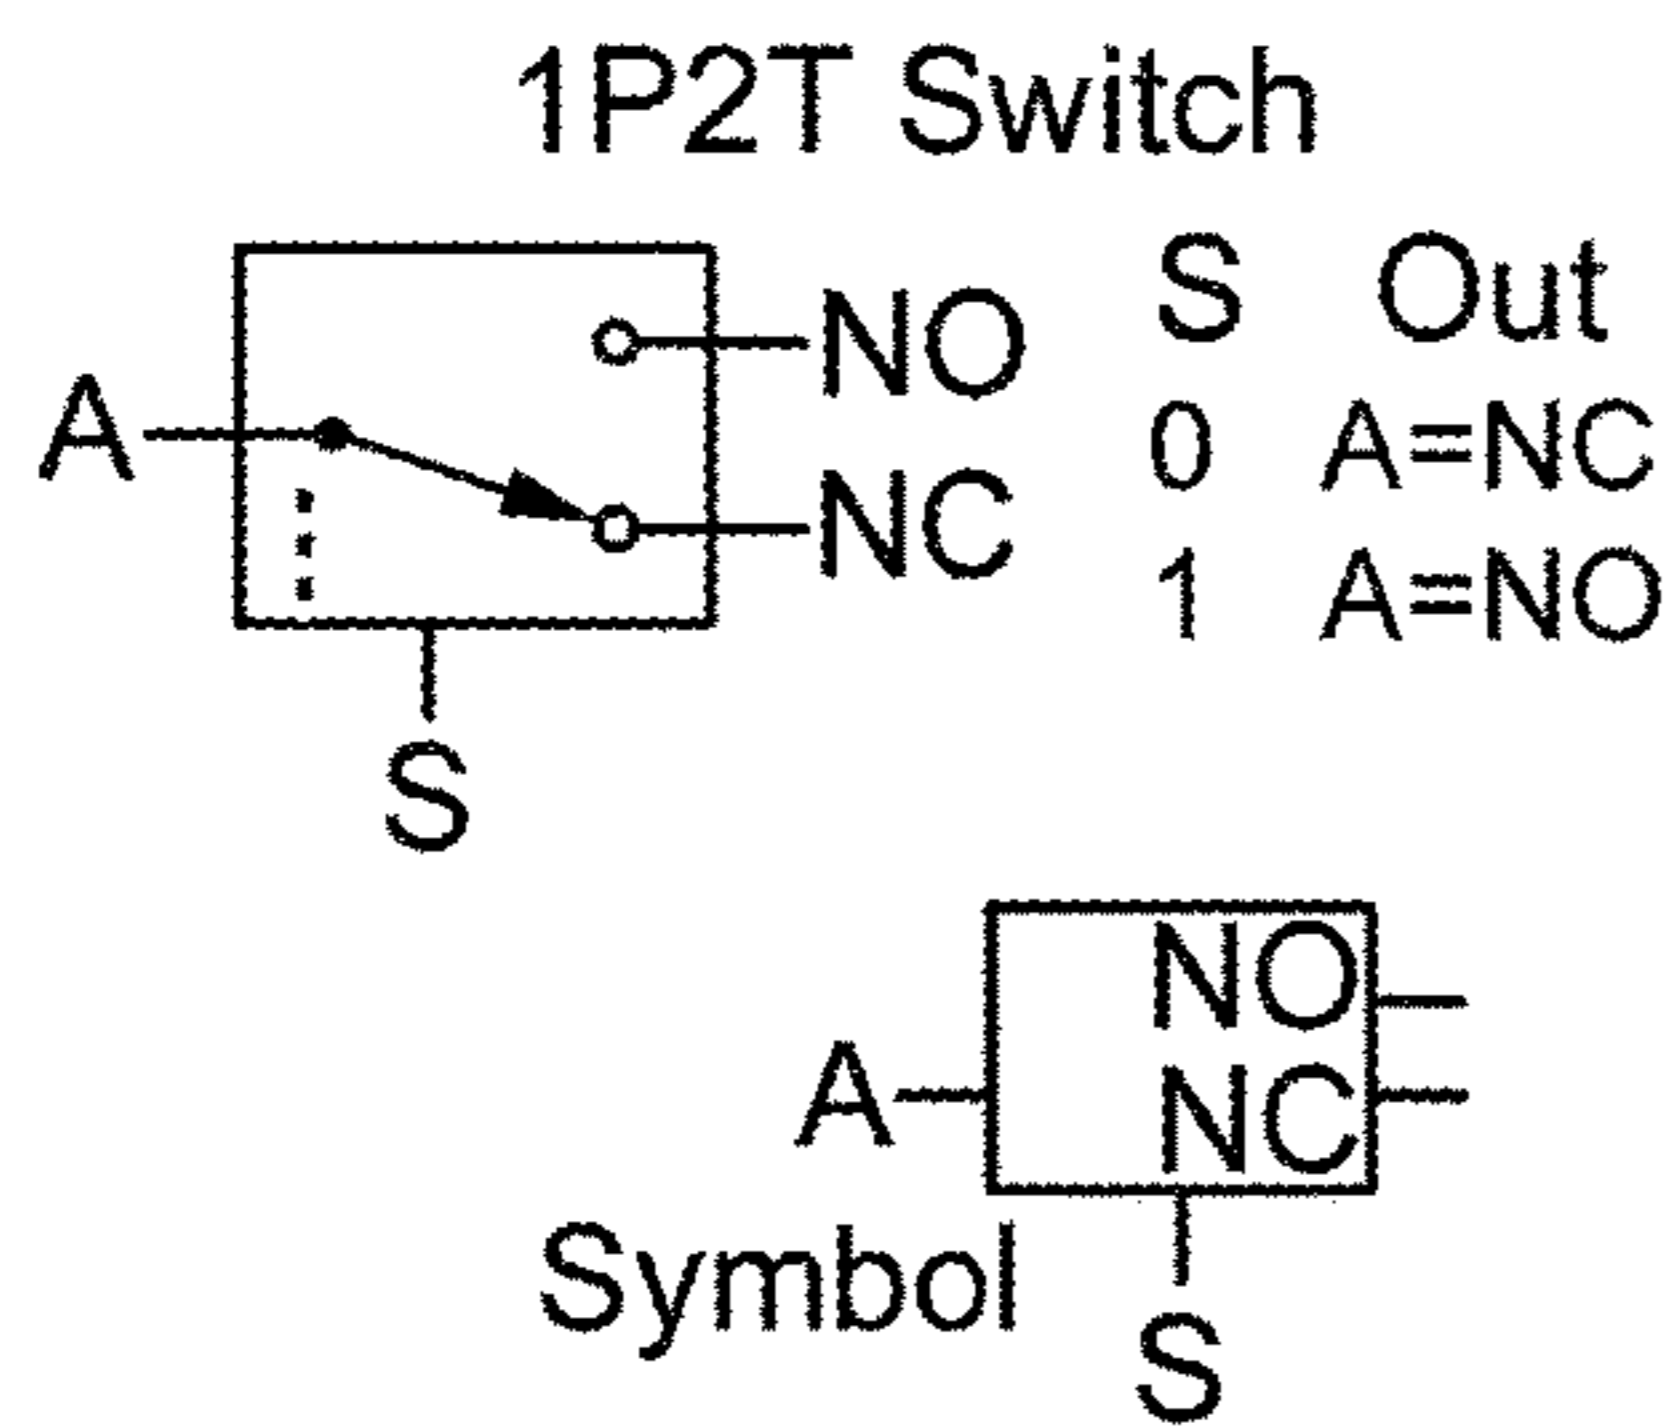 1P2T Switch
S Out
A NO
NC
0 A=NC
1 A=NO
S
A NO
NC
Symbol
S